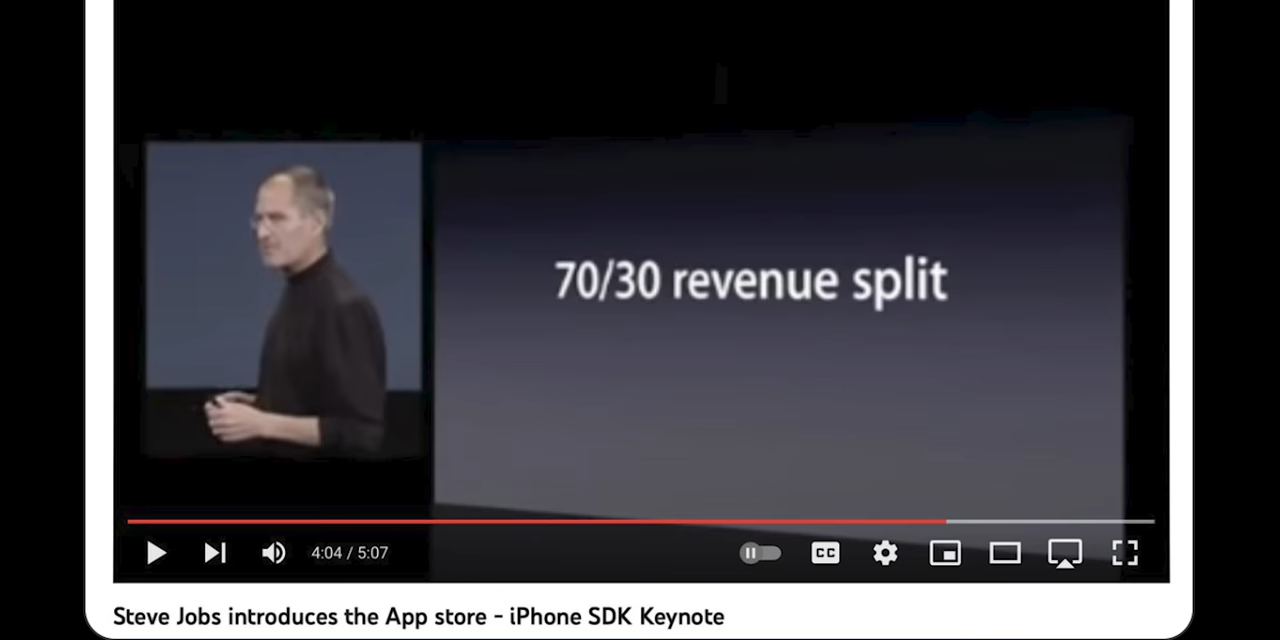 70/30 revenue split
4:04 / 5:07
CC
Steve Jobs introduces the App store - iPhone SDK Keynote